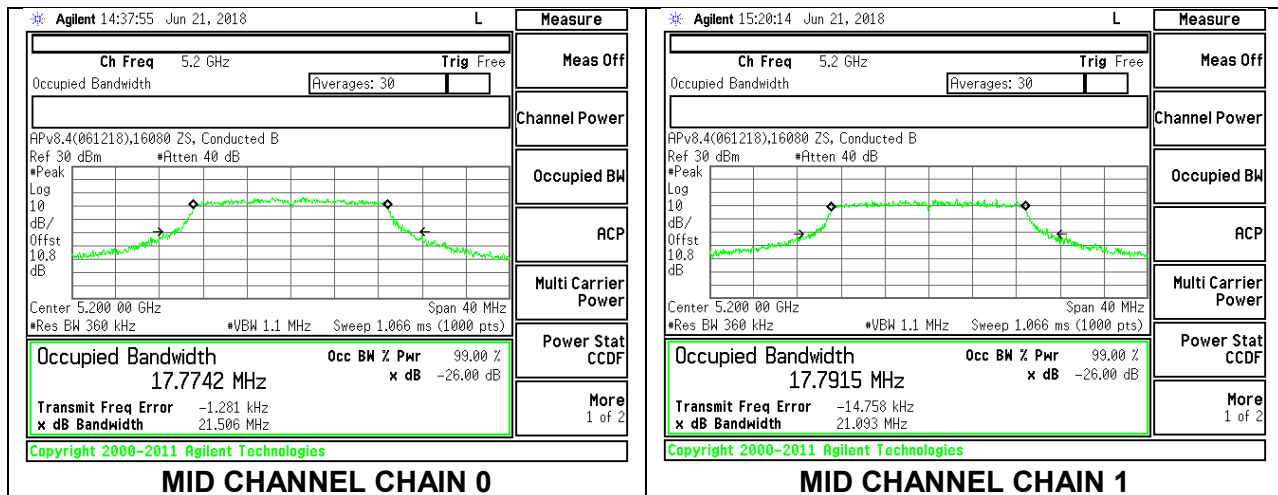 Agilent 14:37:55 Jun 21, 2018 L Measure
Ch Freq 5.2 GHz Trig Free
Occupied Bandwidth Averages: 30
Meas Off
Channel Power
APv8.4(061218),16080 ZS, Conducted B
Ref 30 dBm #Atten 40 dB
#Peak
Log
10
dB/
Offst
10.8
dB
Occupied BW
ACP
Multi Carrier
Power
Center 5.200 00 GHz Span 40 MHz
#Res BW 360 kHz #VBW 1.1 MHz Sweep 1.066 ms (1000 pts)
Power Stat
CCDF
Occupied Bandwidth Occ BW % Pwr 99.00 %
17.7742 MHz x dB -26.00 dB
Transmit Freq Error -1.281 kHz
x dB Bandwidth 21.506 MHz
More
1 of 2
Copyright 2000-2011 Agilent Technologies
MID CHANNEL CHAIN 0
Agilent 15:20:14 Jun 21, 2018 L Measure
Ch Freq 5.2 GHz Trig Free
Occupied Bandwidth Averages: 30
Meas Off
Channel Power
APv8.4(061218),16080 ZS, Conducted B
Ref 30 dBm #Atten 40 dB
#Peak
Log
10
dB/
Offst
10.8
dB
Occupied BW
ACP
Multi Carrier
Power
Center 5.200 00 GHz Span 40 MHz
#Res BW 360 kHz #VBW 1.1 MHz Sweep 1.066 ms (1000 pts)
Power Stat
CCDF
Occupied Bandwidth Occ BW % Pwr 99.00 %
17.7915 MHz x dB -26.00 dB
Transmit Freq Error -14.758 kHz
x dB Bandwidth 21.093 MHz
More
1 of 2
Copyright 2000-2011 Agilent Technologies
MID CHANNEL CHAIN 1